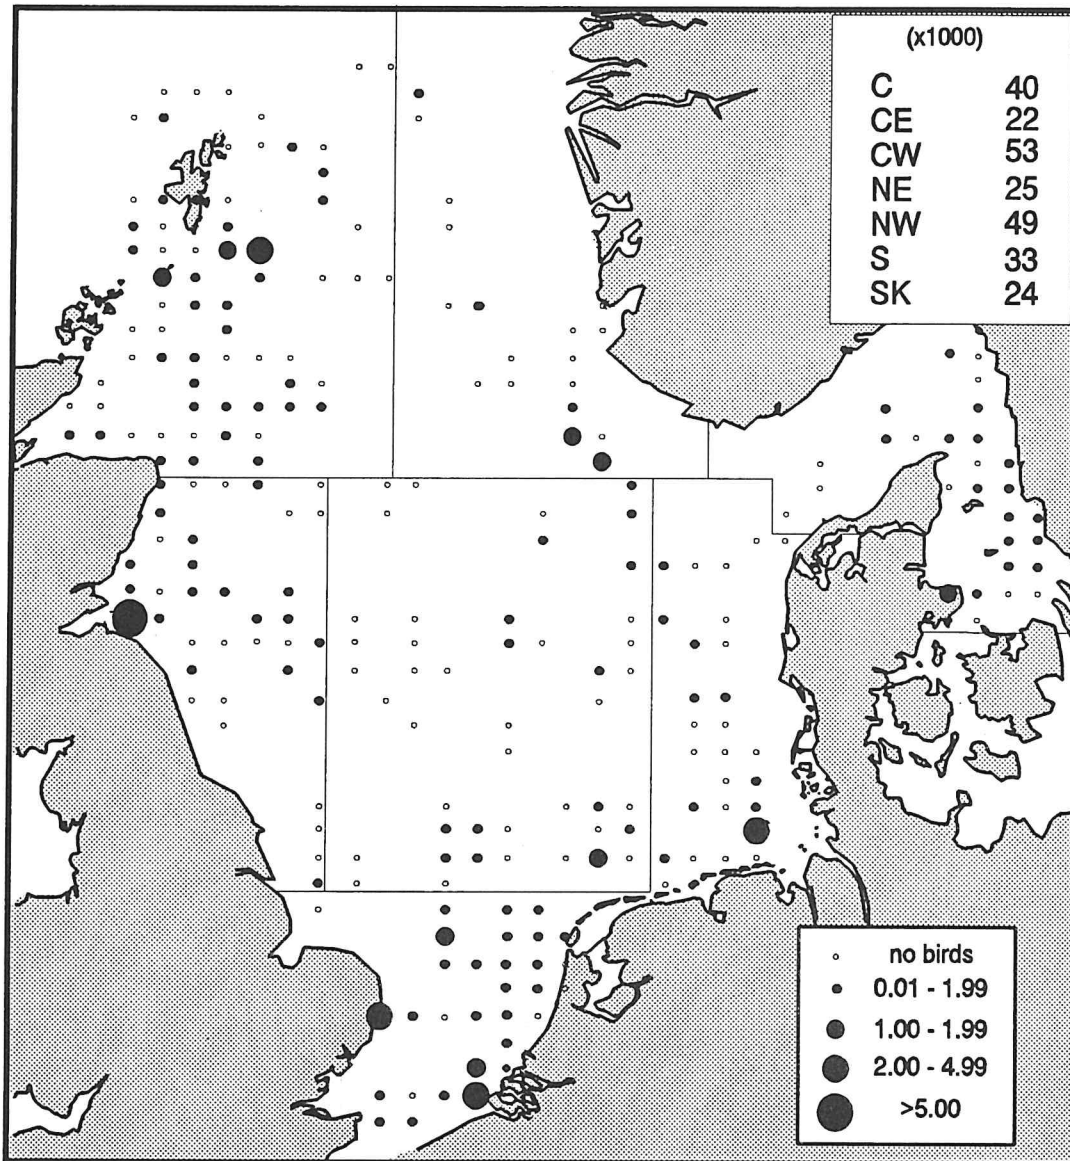 (x1000)
C 40
CE 22
CW 53
NE 25
NW 49
S 33
SK 24
no birds
0.01 - 1.99
1.00 - 1.99
2.00 - 4.99
>5.00